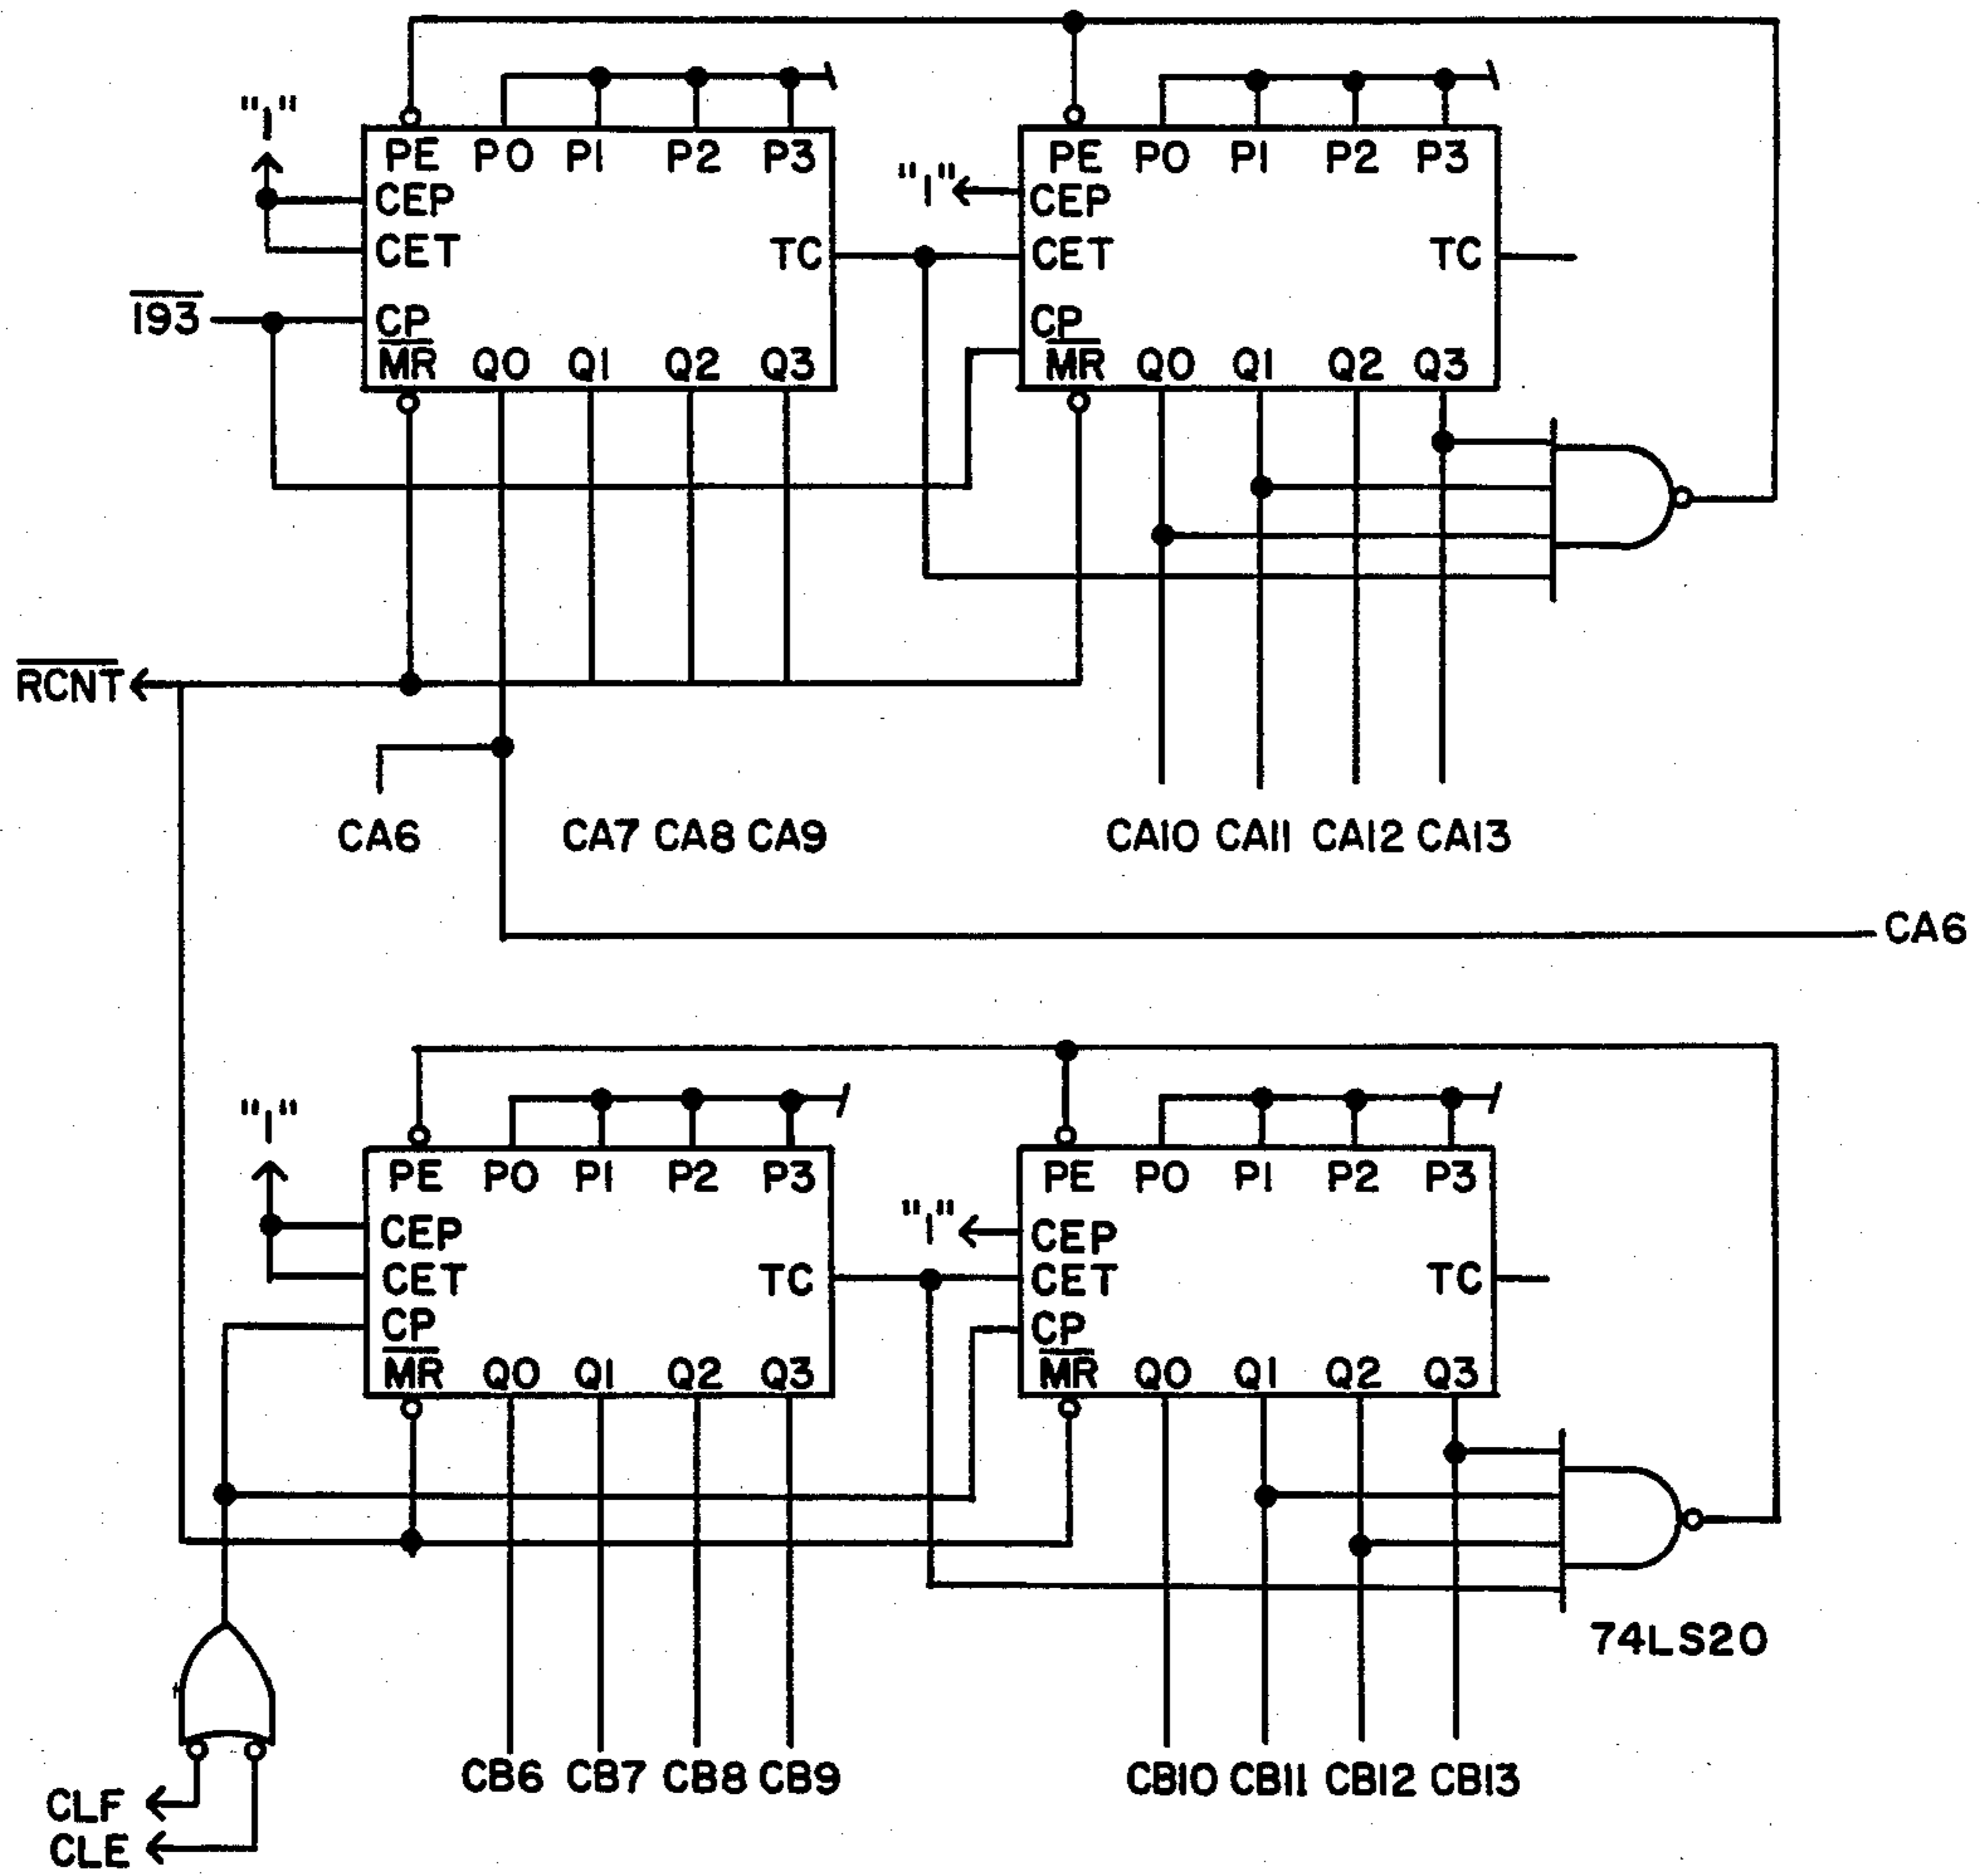 "1"
PE P0 P1 P2 P3
CEP
CET
TC
CP
MR Q0 Q1 Q2 Q3
193
"1"
PE P0 P1 P2 P3
CEP
CET
TC
CP
MR Q0 Q1 Q2 Q3
RCNT
CA6 CA7 CA8 CA9
CA10 CA11 CA12 CA13
CA6
"1"
PE P0 P1 P2 P3
CEP
CET
TC
CP
MR Q0 Q1 Q2 Q3
"1"
PE P0 P1 P2 P3
CEP
CET
TC
CP
MR Q0 Q1 Q2 Q3
74LS20
CB6 CB7 CB8 CB9
CB10 CB11 CB12 CB13
CLF
CLE